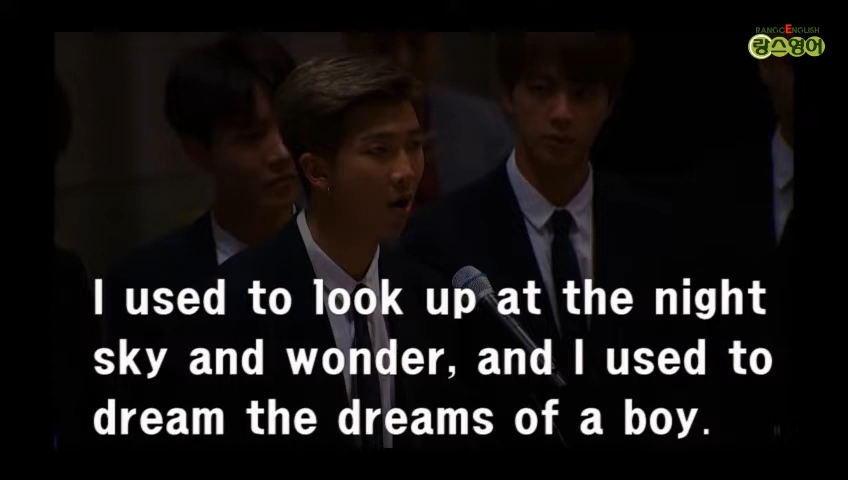 RANGCENGLISH
랑스영어
I used to look up at the night
sky and wonder, and I used to
dream the dreams of a boy.